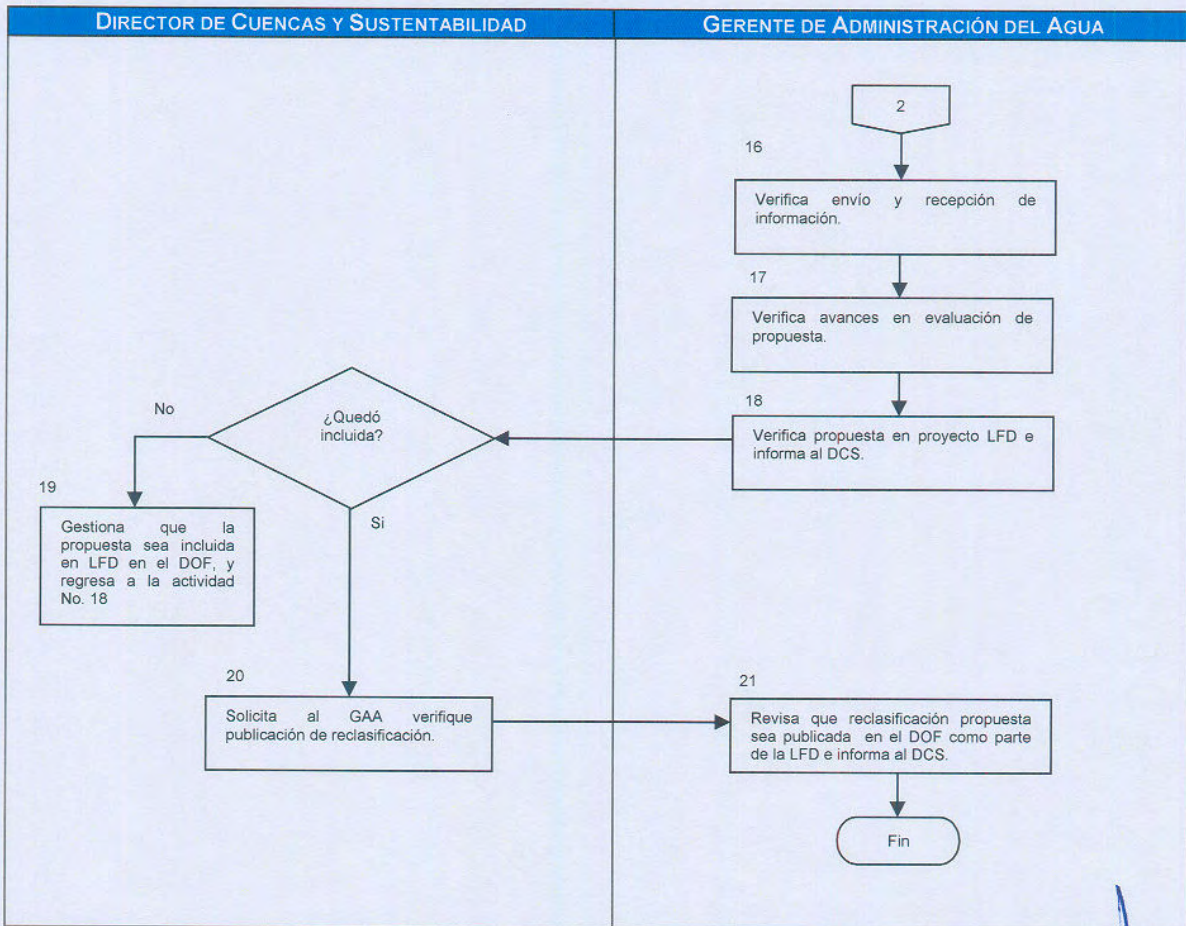 DIRECTOR DE CUENCAS Y SUSTENTABILIDAD
GERENTE DE ADMINISTRACIÓN DEL AGUA
2
16
Verifica envío y recepción de
información.
17
Verifica avances en evaluación de
propuesta.
18
Verifica propuesta en proyecto LFD e
informa al DCS.
¿Quedó
incluida?
No
Si
19
Gestiona que la
propuesta sea incluida
en LFD en el DOF, y
regresa a la actividad
No. 18
20
Solicita al GAA verifique
publicación de reclasificación.
21
Revisa que reclasificación propuesta
sea publicada en el DOF como parte
de la LFD e informa al DCS.
Fin